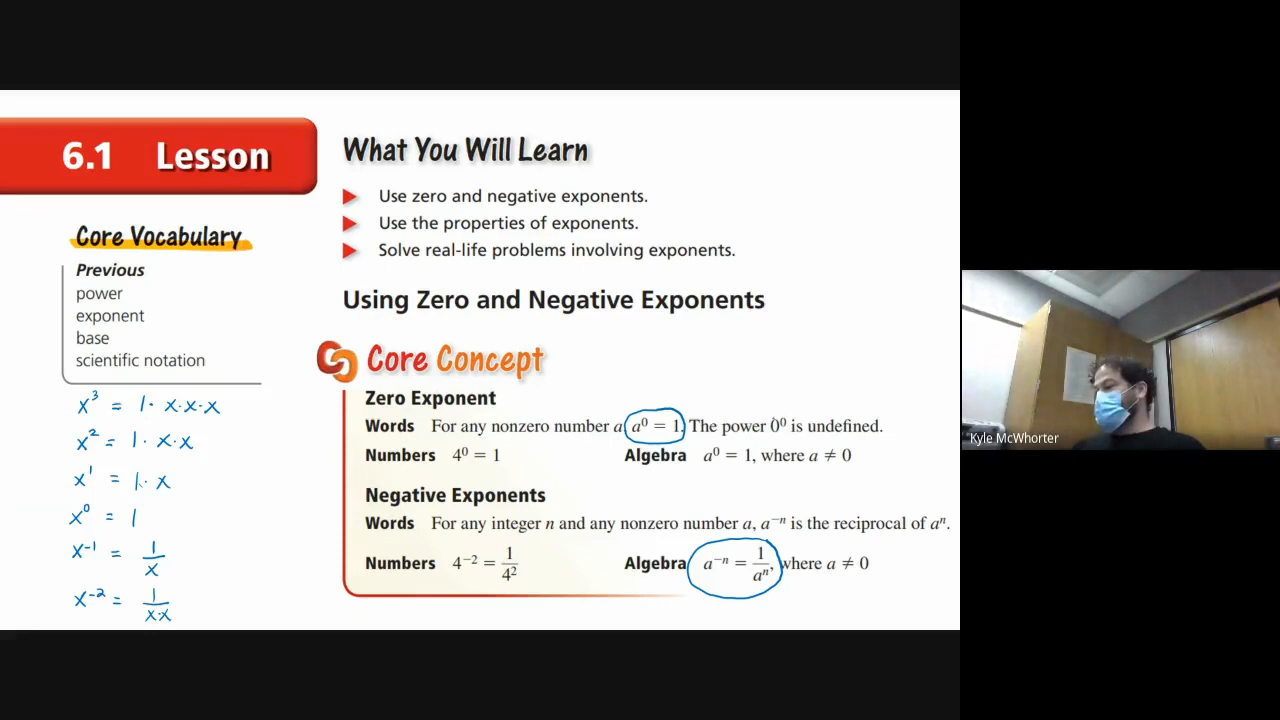 6.1 Lesson
What You Will Learn
Use zero and negative exponents.
Use the properties of exponents.
Solve real-life problems involving exponents.
Core Vocabulary
Previous
power
exponent
base
scientific notation
x³ = 1· x·x·x
x² = 1· x·x
x¹ = 1· x
x⁰ = 1
x⁻¹ = 1/x
x⁻² = 1/x·x
Using Zero and Negative Exponents
Core Concept
Zero Exponent
Words For any nonzero number a, a⁰ = 1. The power 0⁰ is undefined.
Numbers 4⁰ = 1 Algebra a⁰ = 1, where a ≠ 0
Negative Exponents
Words For any integer n and any nonzero number a, a⁻ⁿ is the reciprocal of aⁿ.
Numbers 4⁻² = 1/4² Algebra a⁻ⁿ = 1/aⁿ, where a ≠ 0
Kyle McWhorter